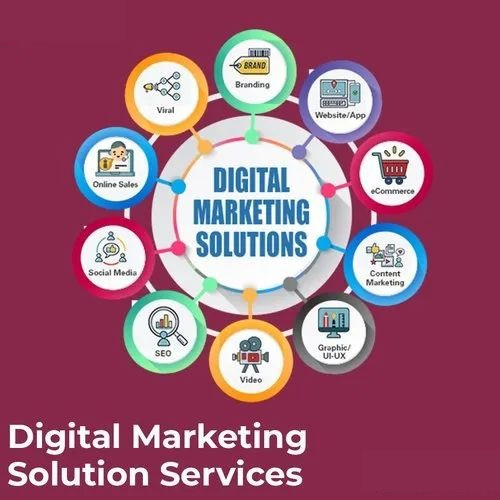 BRAND
Branding
Viral
Website/App
Online Sales
eCommerce
DIGITAL
MARKETING
SOLUTIONS
Social Media
Content
Marketing
SEO
Graphic/
UI-UX
Video
Digital Marketing
Solution Services